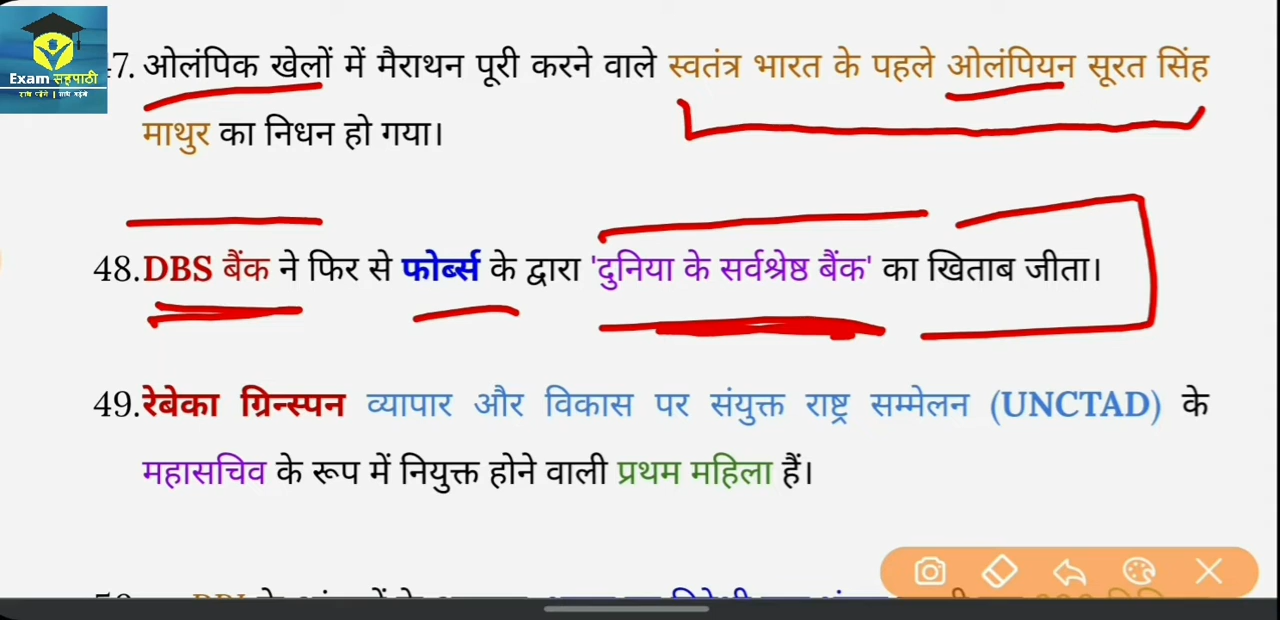 Exam सहपाठी
47. ओलंपिक खेलों में मैराथन पूरी करने वाले स्वतंत्र भारत के पहले ओलंपियन सूरत सिंह
माथुर का निधन हो गया।
48. DBS बैंक ने फिर से फोर्ब्स के द्वारा 'दुनिया के सर्वश्रेष्ठ बैंक' का खिताब जीता।
49. रेबेका ग्रिन्स्पन व्यापार और विकास पर संयुक्त राष्ट्र सम्मेलन (UNCTAD) के
महासचिव के रूप में नियुक्त होने वाली प्रथम महिला हैं।